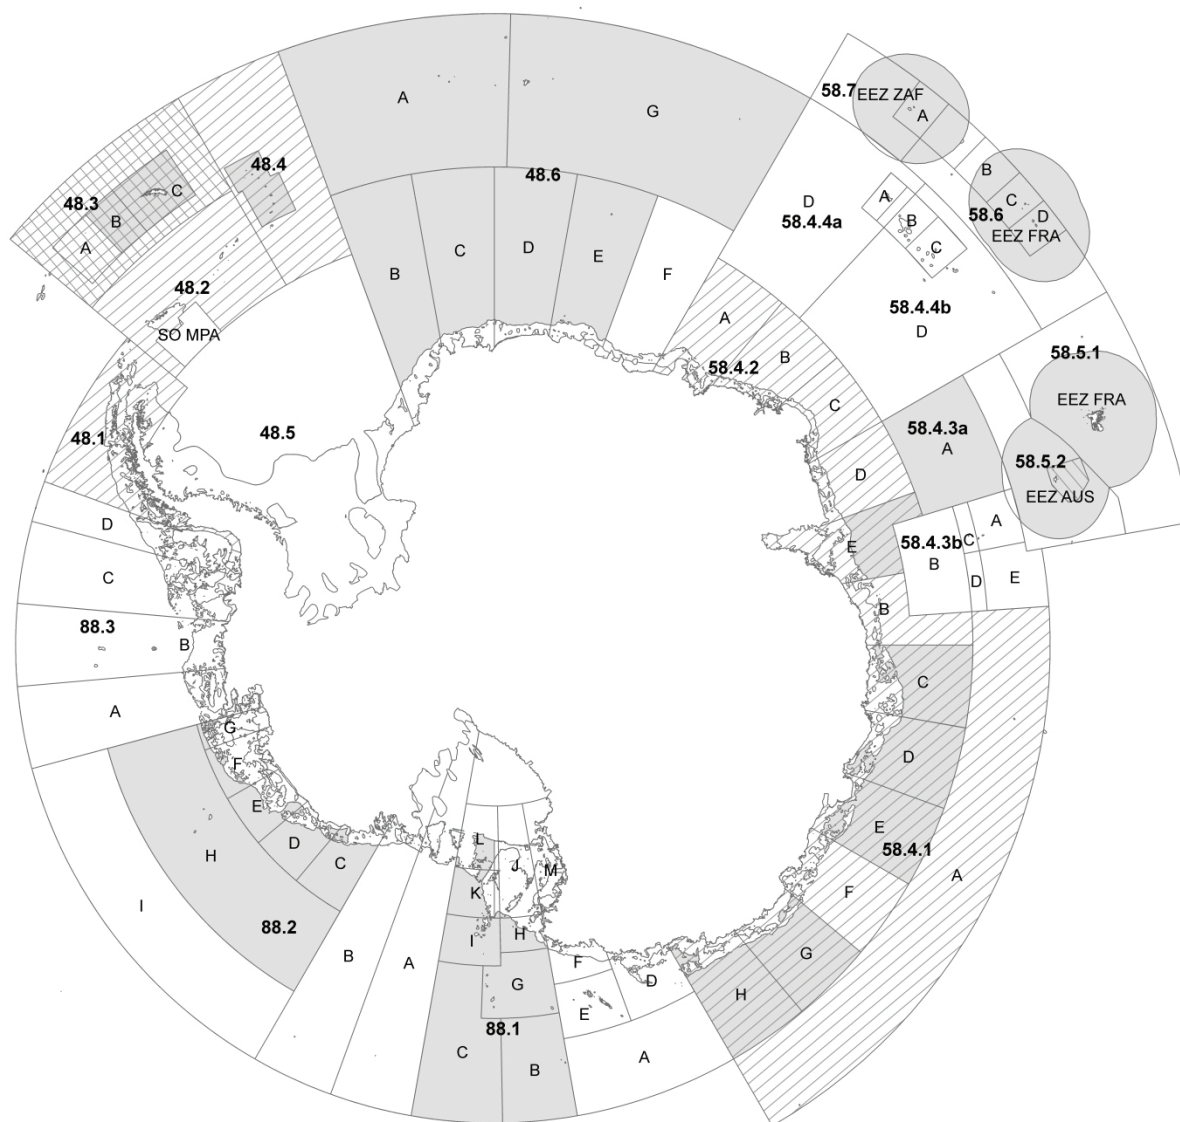 A
G
58.7
EEZ ZAF
A
48.4
48.6
B
C
48.3
C
B
A
D
58.4.4a
A
B
C
58.6
D
EEZ FRA
B
C
D
E
F
48.2
SO MPA
58.4.4b
D
A
B
58.4.2
C
D
58.5.1
EEZ FRA
48.1
48.5
58.4.3a
A
58.5.2
EEZ AUS
D
E
58.4.3b
B
C
A
D
E
C
B
88.3
B
A
C
G
F
D
E
H
E
D
C
L
J
M
K
58.4.1
A
F
I
88.2
B
A
I
H
F
D
G
G
H
E
88.1
C
B
A